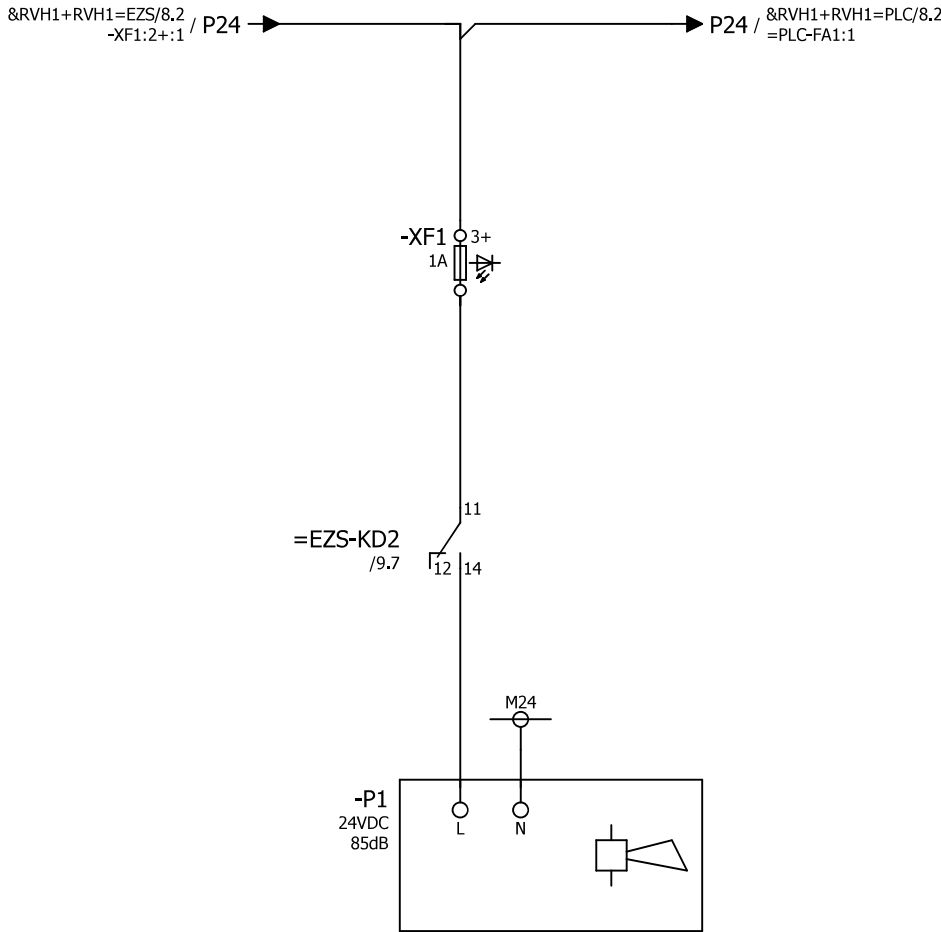 &RVH1+RVH1=EZS/8.2
-XF1:2+:1 / P24
&RVH1+RVH1=PLC/8.2
P24 / =PLC-FA1:1
-XF1 3+
1A
11
=EZS-KD2
/9.7 12 14
M24
-P1
24VDC
85dB
L N